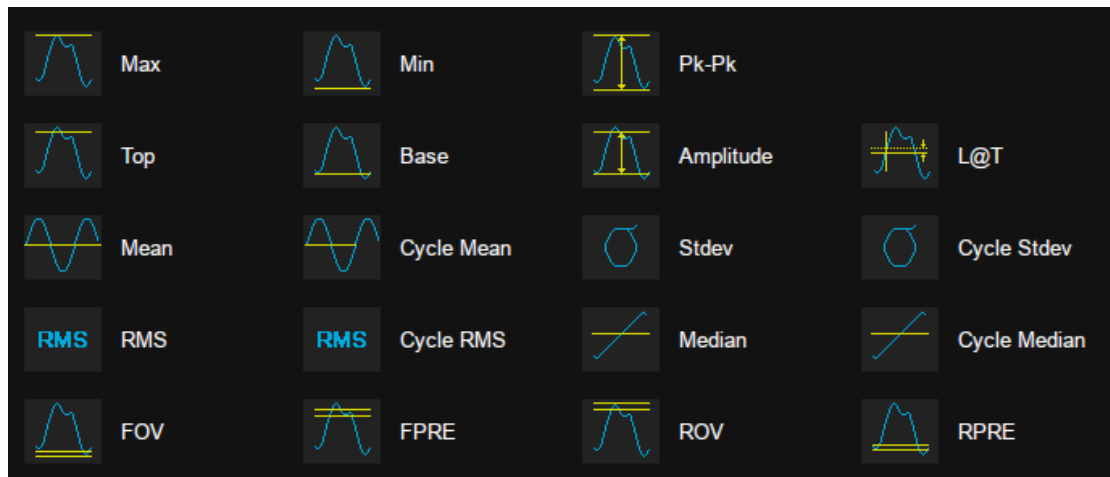 Max Min Pk-Pk
Top Base Amplitude L@T
Mean Cycle Mean Stdev Cycle Stdev
RMS RMS RMS Cycle RMS Median Cycle Median
FOV FPRE ROV RPRE